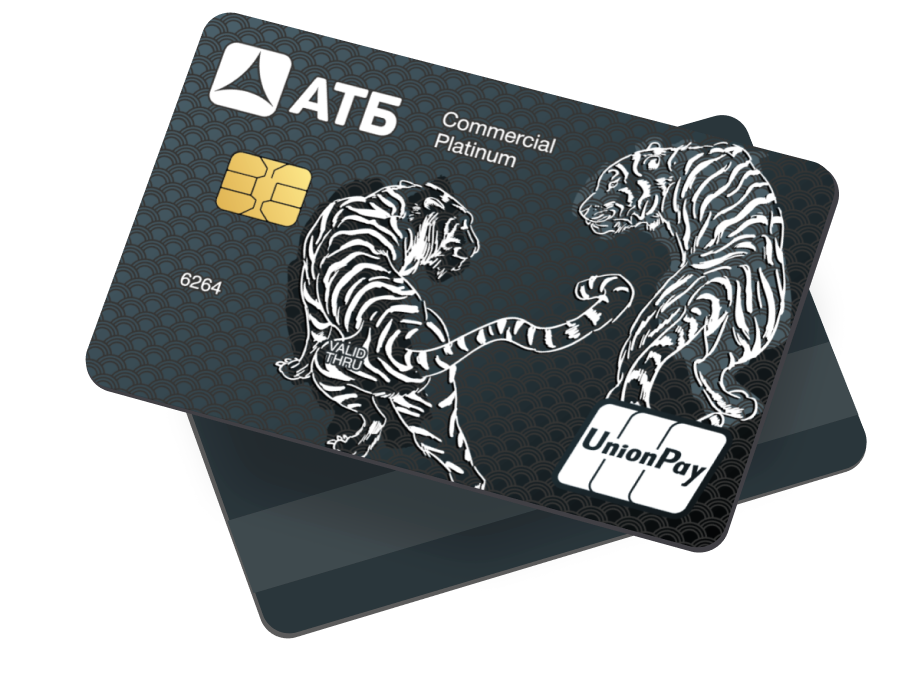 АТБ
Commercial
Platinum
6264
VALID
THRU
UnionPay